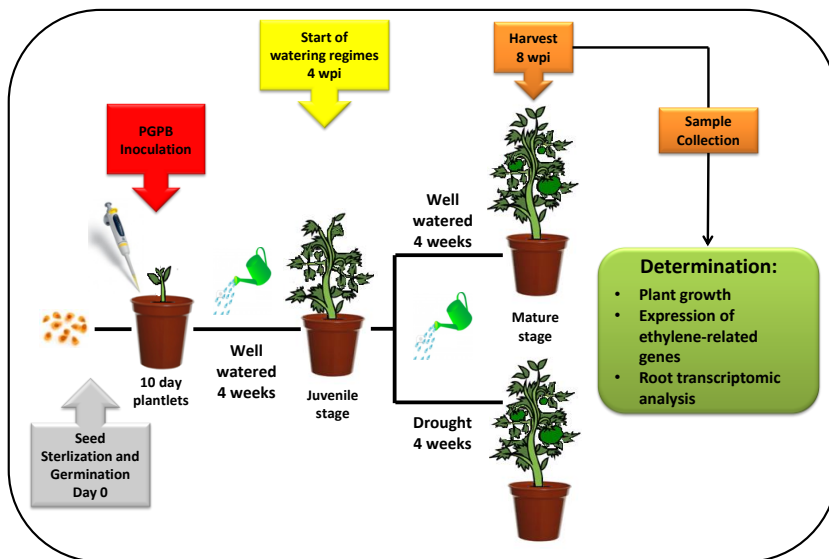 Start of
watering regimes
4 wpi
Harvest
8 wpi
PGPB
Inoculation
Sample
Collection
Well
watered
4 weeks
Determination:
• Plant growth
• Expression of
ethylene-related
genes
• Root transcriptomic
analysis
Mature
stage
10 day
plantlets
Well
watered
4 weeks
Juvenile
stage
Drought
4 weeks
Seed
Sterlization and
Germination
Day 0